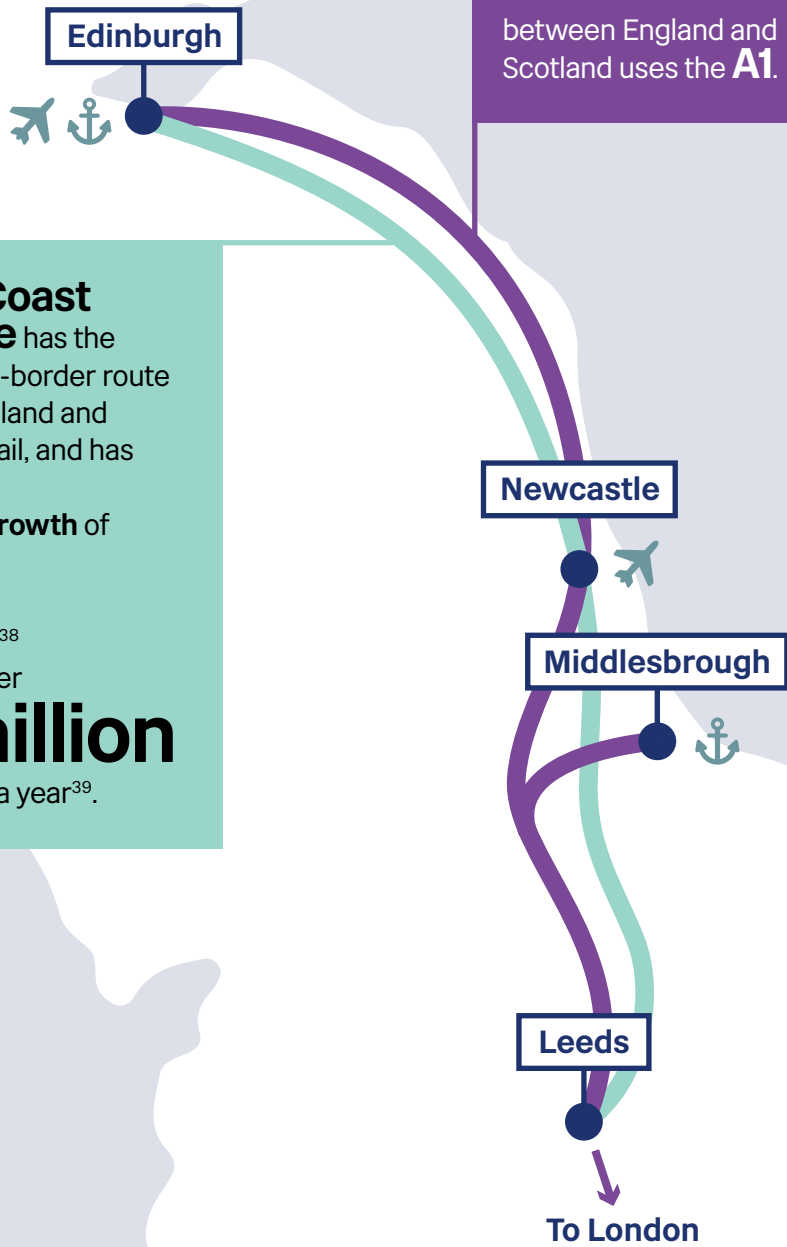 Edinburgh
between England and
Scotland uses the A1.
Coast
has the
-border route
land and
ail, and has
rowth of
38
er
illion
a year39.
Newcastle
Middlesbrough
Leeds
To London